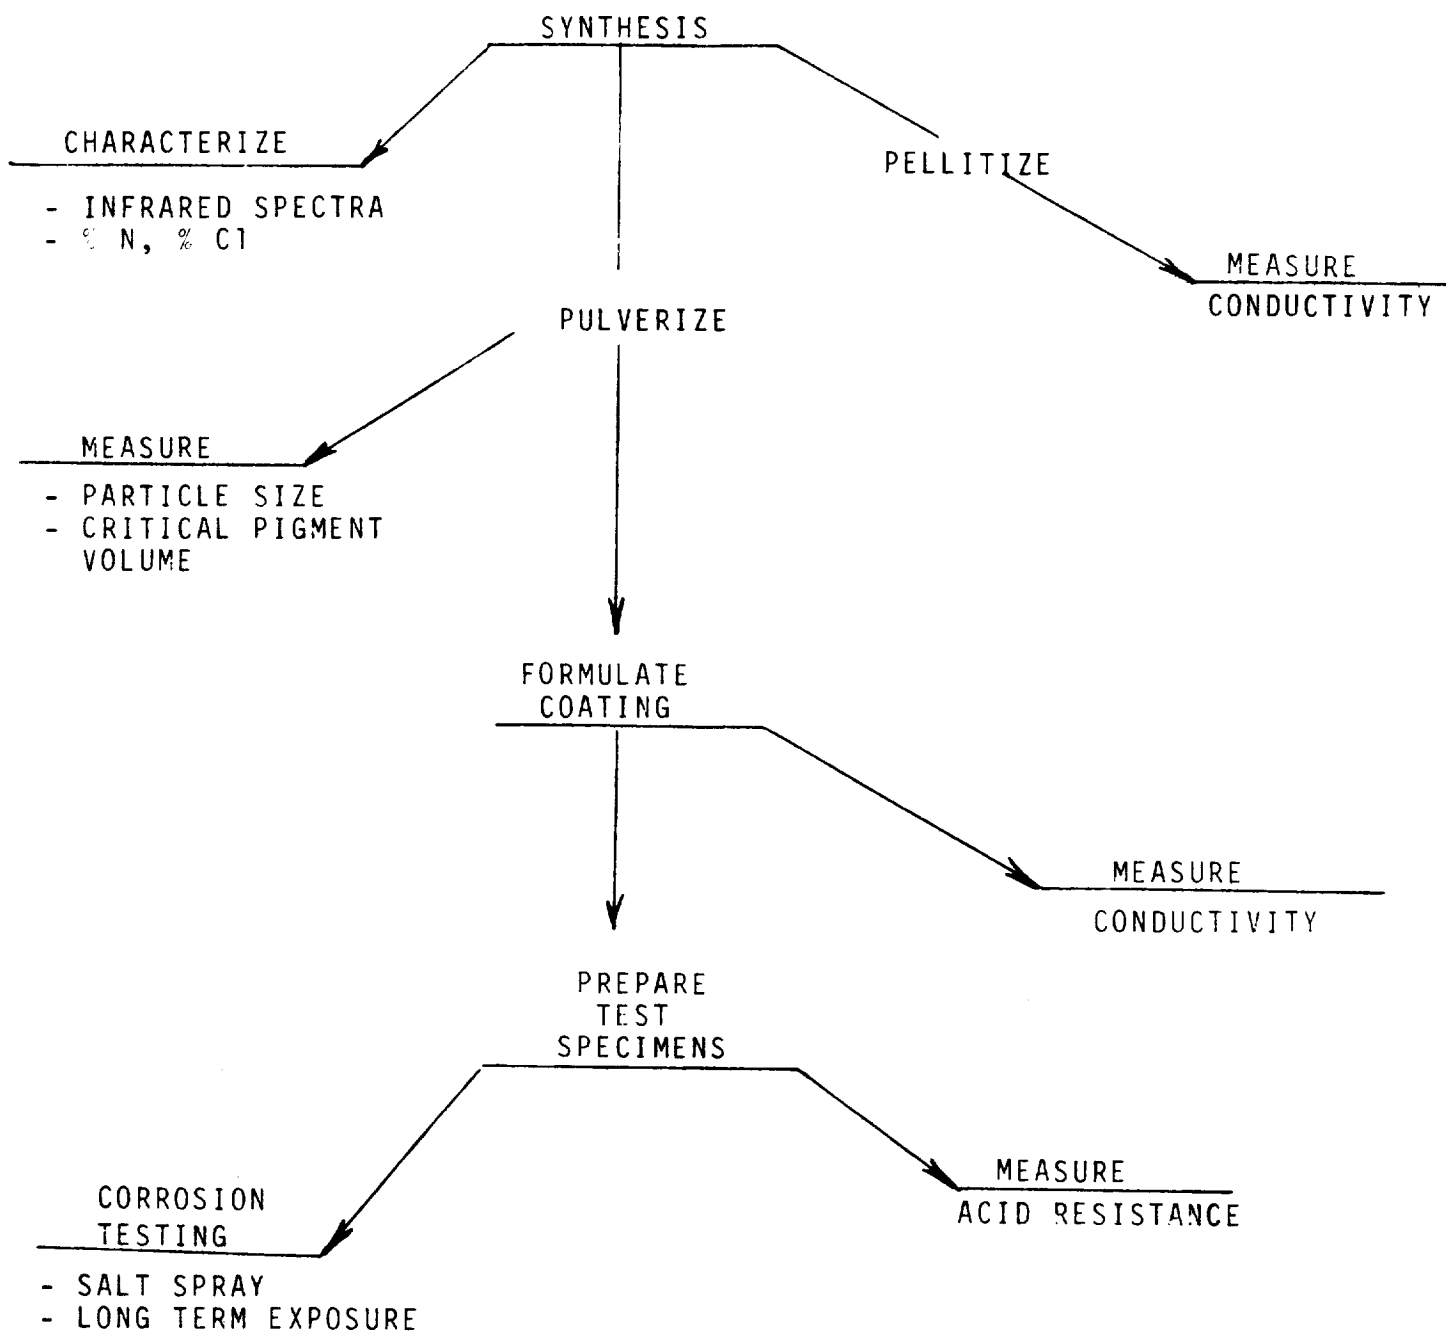 SYNTHESIS
CHARACTERIZE
- INFRARED SPECTRA
- % N, % Cl
PELLITIZE
MEASURE
CONDUCTIVITY
PULVERIZE
MEASURE
- PARTICLE SIZE
- CRITICAL PIGMENT
VOLUME
FORMULATE
COATING
MEASURE
CONDUCTIVITY
PREPARE
TEST
SPECIMENS
CORROSION
TESTING
- SALT SPRAY
- LONG TERM EXPOSURE
MEASURE
ACID RESISTANCE